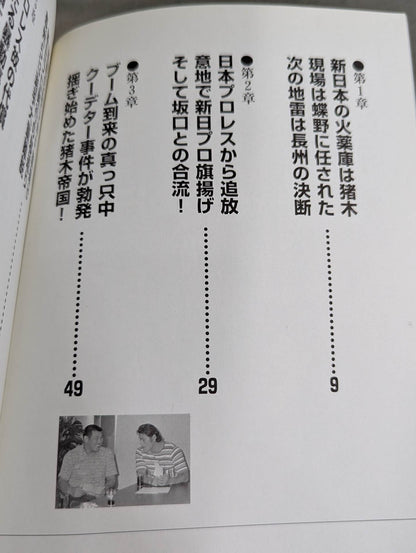 ●第1章
新日本の火薬庫は猪木
現場は蝶野に任された
次の地雷は長州の決断
9
●第2章
日本プロレスから追放
意地で新日プロ旗揚げ
そして坂口との合流！
29
●第3章
ブーム到来の真っ只中
クーデター事件が勃発
揺ぎ始めた猪木帝国！
49